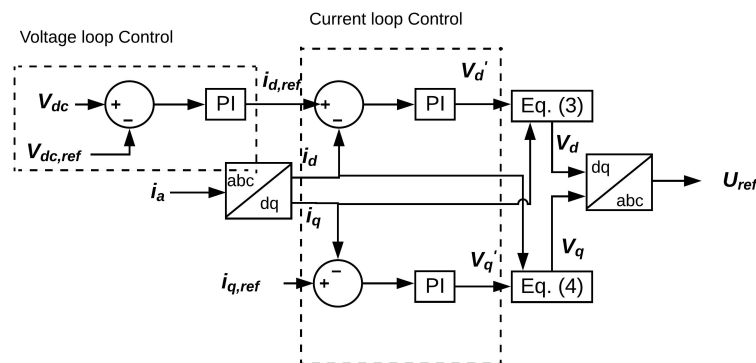 Current loop Control
Voltage loop Control
V_dc
+
−
PI
i_d,ref
+
−
PI
V_d'
Eq. (3)
V_dc,ref
i_d
V_d
i_a
abc
dq
i_q
dq
abc
U_ref
i_q,ref
+
−
PI
V_q'
Eq. (4)
V_q